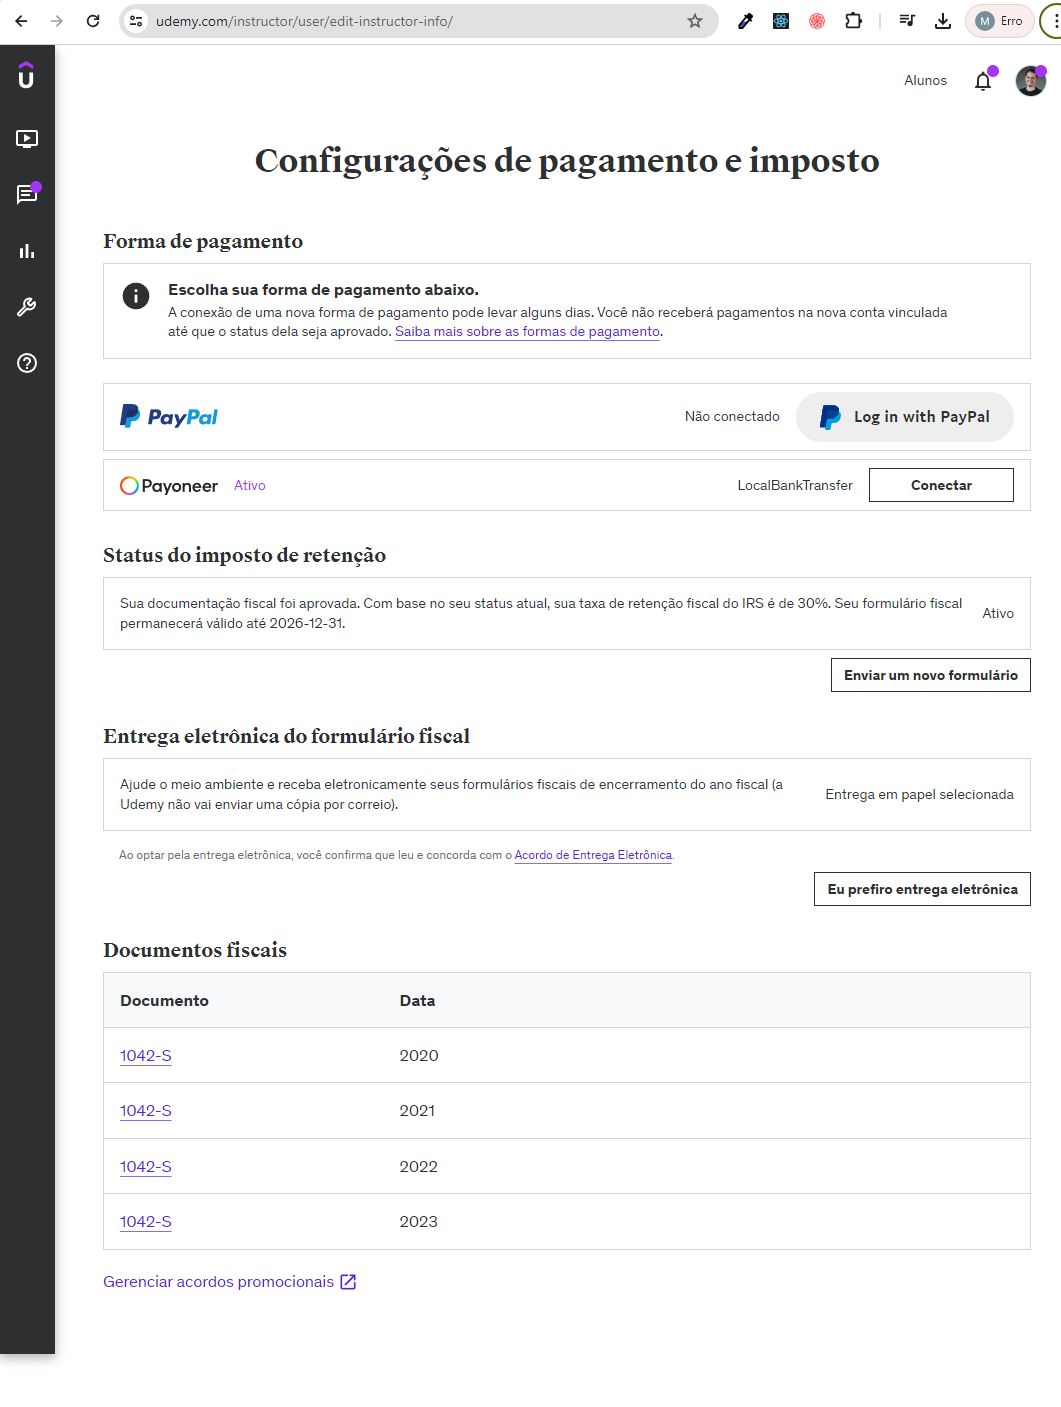 udemy.com/instructor/user/edit-instructor-info/
M Erro
Alunos
Configurações de pagamento e imposto
Forma de pagamento
Escolha sua forma de pagamento abaixo.
A conexão de uma nova forma de pagamento pode levar alguns dias. Você não receberá pagamentos na nova conta vinculada
até que o status dela seja aprovado. Saiba mais sobre as formas de pagamento.
PayPal Não conectado Log in with PayPal
Payoneer Ativo LocalBankTransfer Conectar
Status do imposto de retenção
Sua documentação fiscal foi aprovada. Com base no seu status atual, sua taxa de retenção fiscal do IRS é de 30%. Seu formulário fiscal
permanecerá válido até 2026-12-31.
Ativo
Enviar um novo formulário
Entrega eletrônica do formulário fiscal
Ajude o meio ambiente e receba eletronicamente seus formulários fiscais de encerramento do ano fiscal (a
Udemy não vai enviar uma cópia por correio).
Entrega em papel selecionada
Ao optar pela entrega eletrônica, você confirma que leu e concorda com o Acordo de Entrega Eletrônica.
Eu prefiro entrega eletrônica
Documentos fiscais
Documento Data
1042-S 2020
1042-S 2021
1042-S 2022
1042-S 2023
Gerenciar acordos promocionais